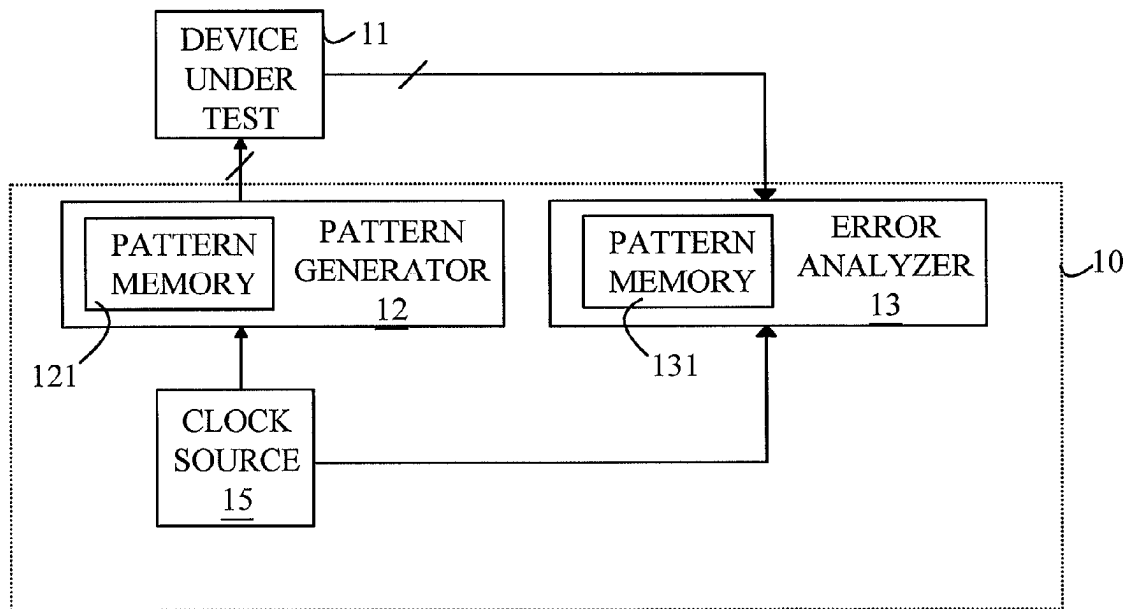 DEVICE
UNDER
TEST
11
PATTERN
MEMORY
PATTERN
GENERATOR
12
PATTERN
MEMORY
ERROR
ANALYZER
13
10
121
131
CLOCK
SOURCE
15